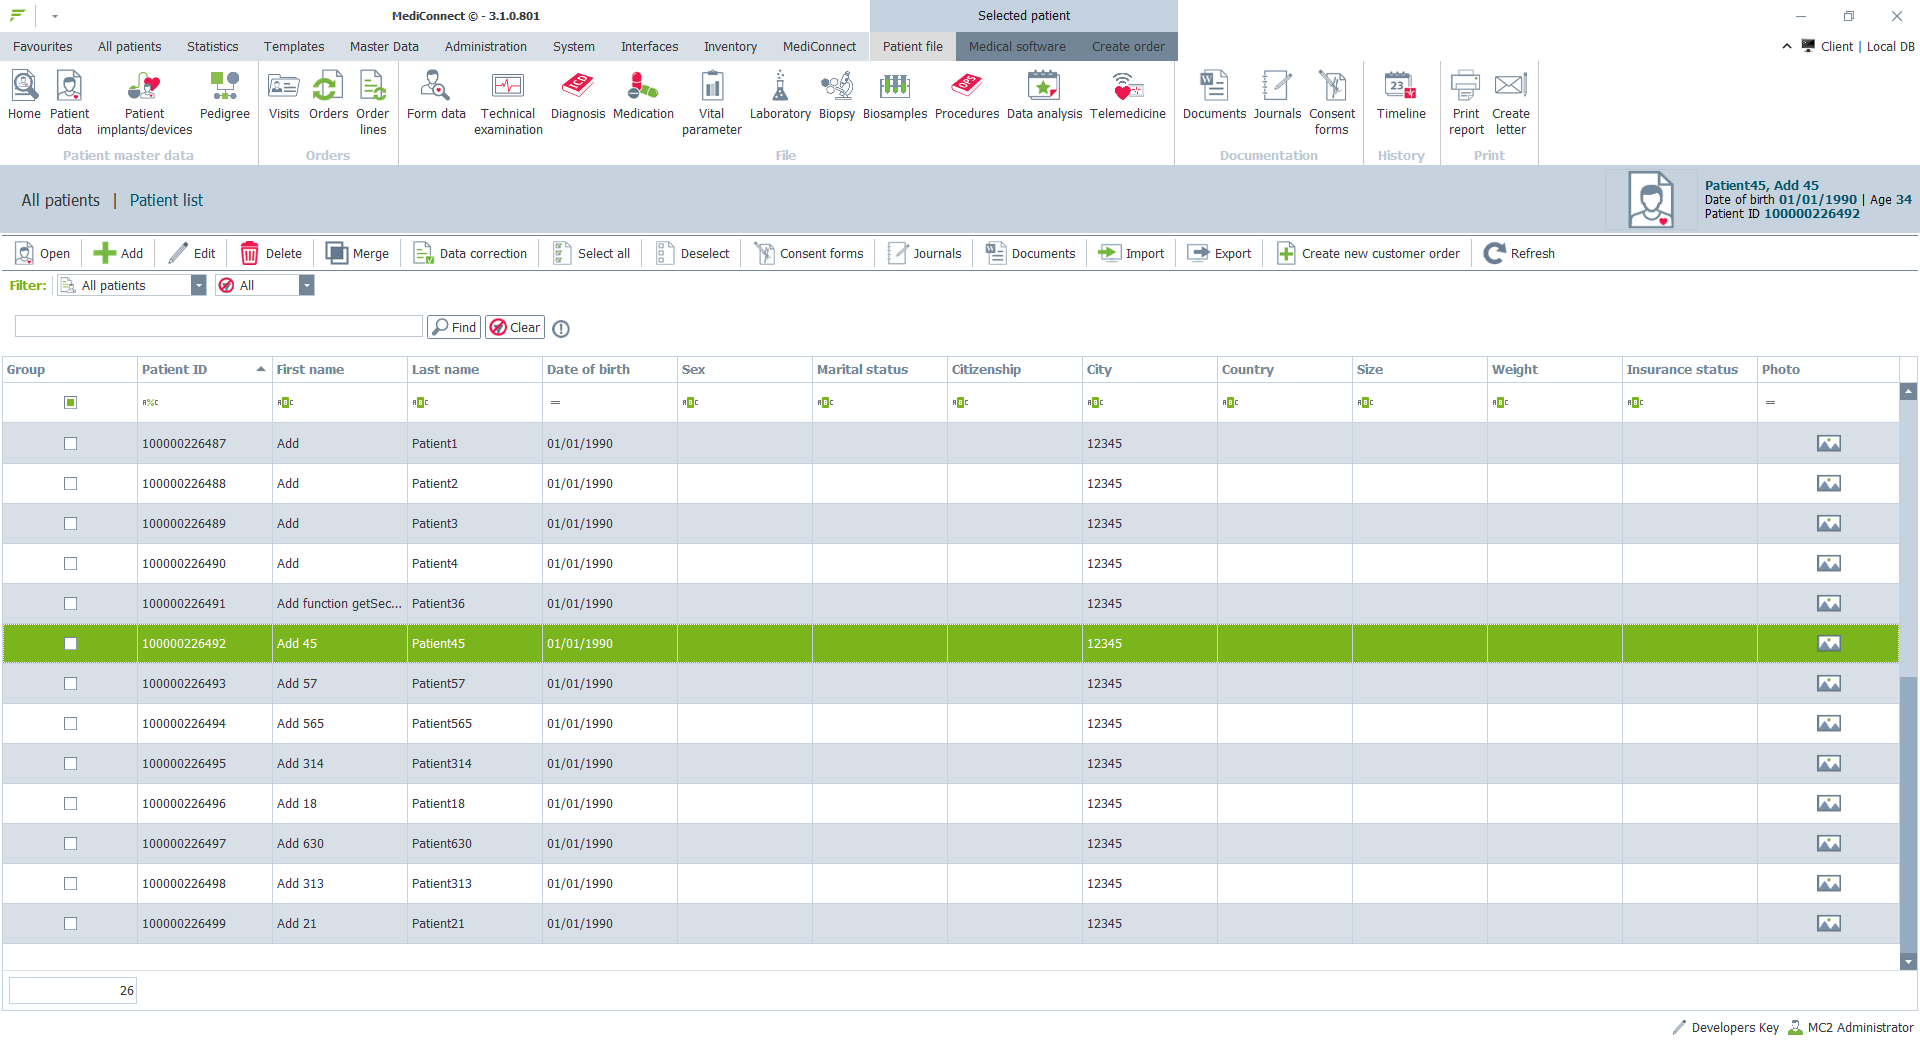 MediConnect © - 3.1.0.801
Selected patient
Favourites All patients Statistics Templates Master Data Administration System Interfaces Inventory MediConnect Patient file Medical software Create order
Client | Local DB
Home Patient data Patient implants/devices Pedigree Visits Orders Order lines Form data Technical examination Diagnosis Medication Vital parameter Laboratory Biopsy Biosamples Procedures Data analysis Telemedicine Documents Journals Consent forms Timeline Print report Create letter
Patient master data Orders File Documentation History Print
All patients | Patient list
Patient45, Add 45
Date of birth 01/01/1990 | Age 34
Patient ID 100000226492
Open Add Edit Delete Merge Data correction Select all Deselect Consent forms Journals Documents Import Export Create new customer order Refresh
Filter: All patients All
Find Clear
Group Patient ID First name Last name Date of birth Sex Marital status Citizenship City Country Size Weight Insurance status Photo
100000226487 Add Patient1 01/01/1990 12345
100000226488 Add Patient2 01/01/1990 12345
100000226489 Add Patient3 01/01/1990 12345
100000226490 Add Patient4 01/01/1990 12345
100000226491 Add function getSec... Patient36 01/01/1990 12345
100000226492 Add 45 Patient45 01/01/1990 12345
100000226493 Add 57 Patient57 01/01/1990 12345
100000226494 Add 565 Patient565 01/01/1990 12345
100000226495 Add 314 Patient314 01/01/1990 12345
100000226496 Add 18 Patient18 01/01/1990 12345
100000226497 Add 630 Patient630 01/01/1990 12345
100000226498 Add 313 Patient313 01/01/1990 12345
100000226499 Add 21 Patient21 01/01/1990 12345
26
Developers Key MC2 Administrator